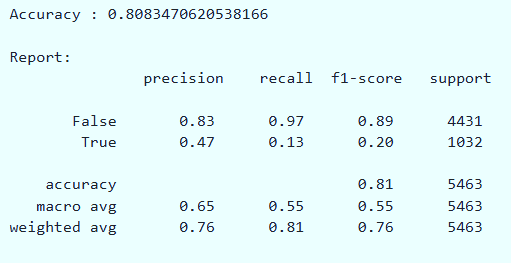 Accuracy : 0.8083470620538166
Report:
precision recall f1-score support
False 0.83 0.97 0.89 4431
True 0.47 0.13 0.20 1032
accuracy 0.81 5463
macro avg 0.65 0.55 0.55 5463
weighted avg 0.76 0.81 0.76 5463